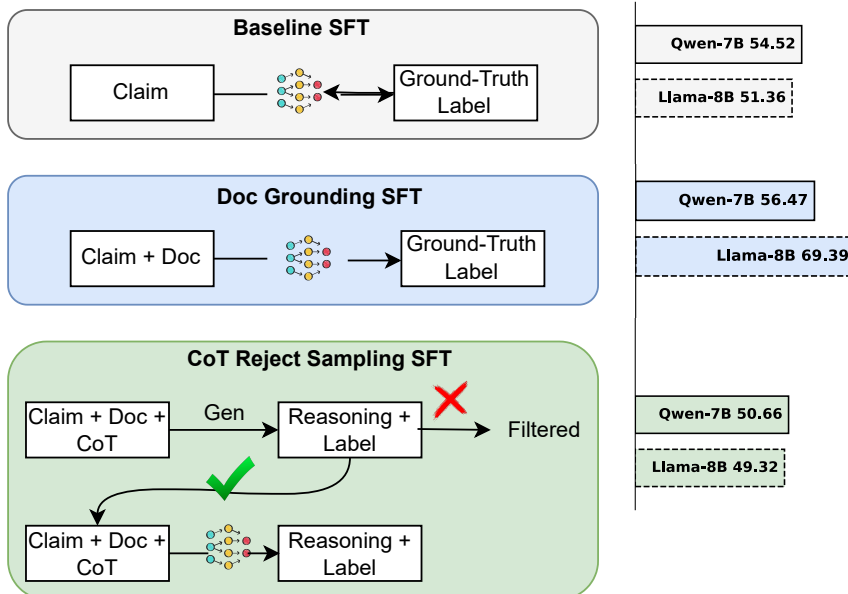 Baseline SFT
Claim
Ground-Truth
Label
Qwen-7B 54.52
Llama-8B 51.36
Doc Grounding SFT
Claim + Doc
Ground-Truth
Label
Qwen-7B 56.47
Llama-8B 69.39
CoT Reject Sampling SFT
Claim + Doc +
CoT
Gen
Reasoning +
Label
Filtered
Claim + Doc +
CoT
Reasoning +
Label
Qwen-7B 50.66
Llama-8B 49.32